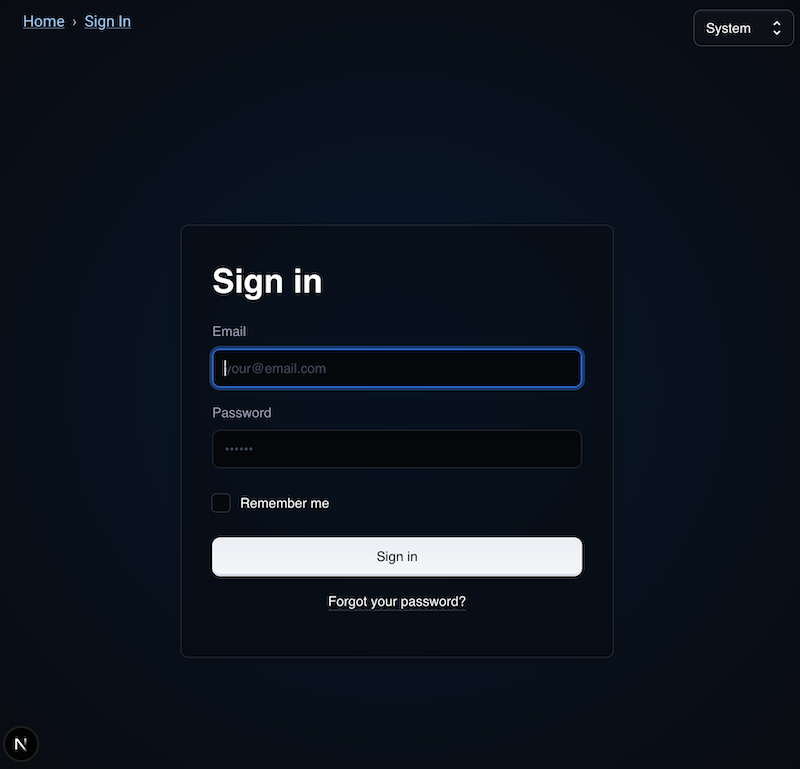 Home › Sign In
System
Sign in
Email
your@email.com
Password
••••••
Remember me
Sign in
Forgot your password?
N